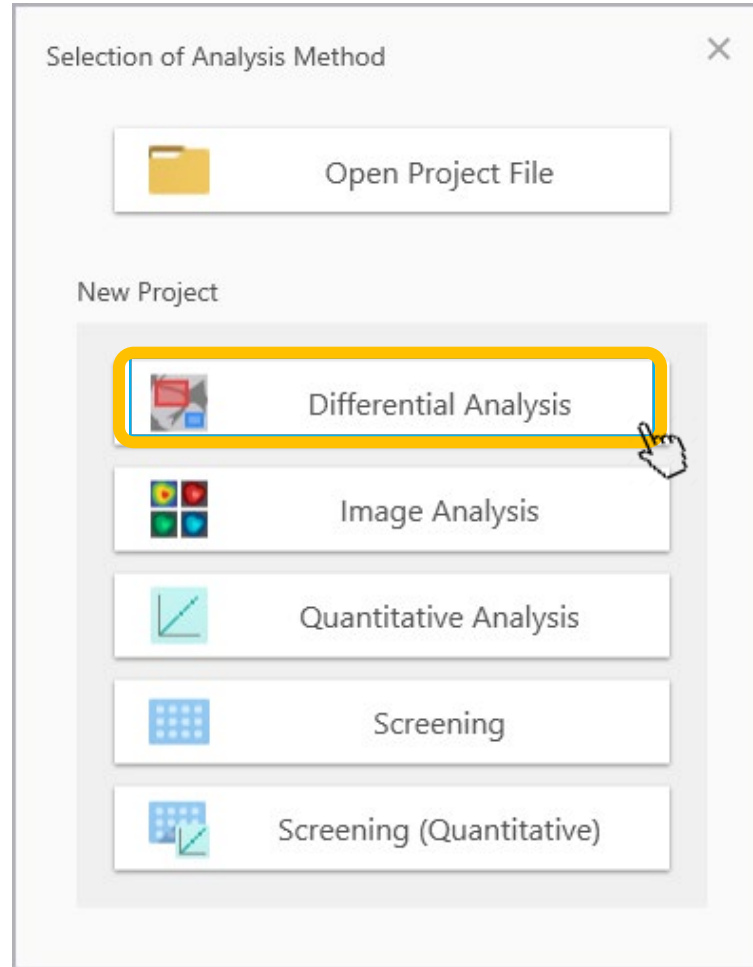 Selection of Analysis Method
Open Project File
New Project
Differential Analysis
Image Analysis
Quantitative Analysis
Screening
Screening (Quantitative)